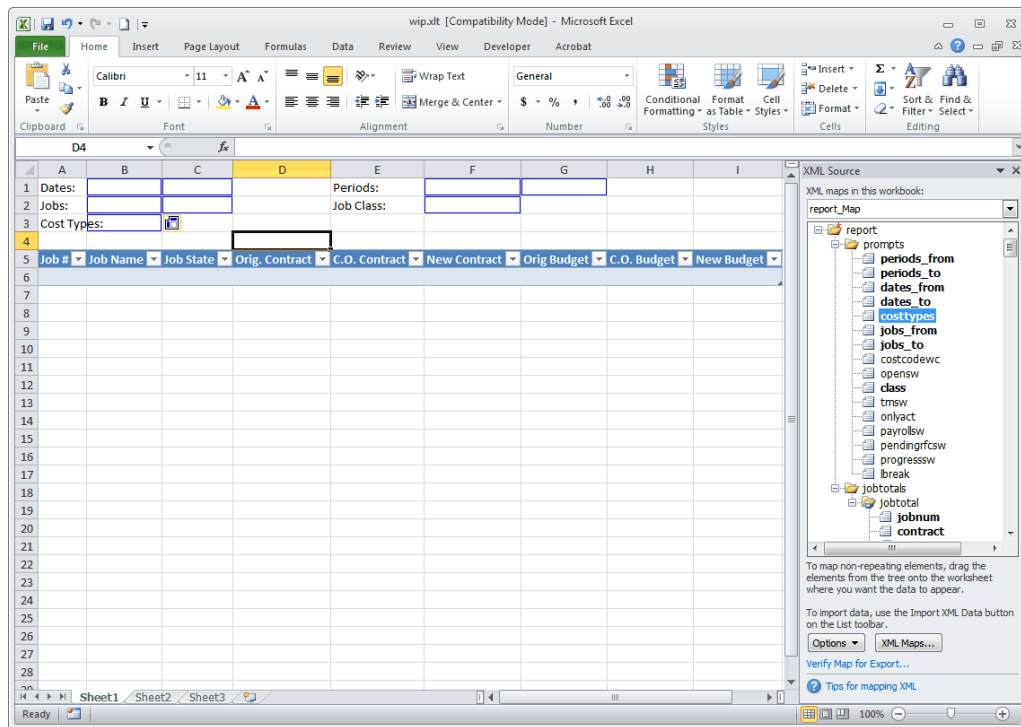 wip.xlt [Compatibility Mode] - Microsoft Excel
File Home Insert Page Layout Formulas Data Review View Developer Acrobat
Paste
Calibri 11 A A
B I U A
Wrap Text
Merge & Center
General
$ % , .00 .00
Conditional Formatting
Format as Table
Cell Styles
Insert
Delete
Format
Σ
Sort & Filter
Find & Select
Clipboard Font Alignment Number Styles Cells Editing
D4 fx
A B C D E F G H I
1 Dates: Periods:
2 Jobs: Job Class:
3 Cost Types:
4
5 Job # Job Name Job State Orig. Contract C.O. Contract New Contract Orig Budget C.O. Budget New Budget
6
7
8
9
10
11
12
13
14
15
16
17
18
19
20
21
22
23
24
25
26
27
28
29
Sheet1 Sheet2 Sheet3
Ready 100%
XML Source
XML maps in this workbook:
report_Map
report
prompts
periods_from
periods_to
dates_from
dates_to
costtypes
jobs_from
jobs_to
costcodewc
opensw
class
tmsw
onlyact
payrollsw
pendingrfcsw
progresssw
lbreak
jobtotals
jobtotal
jobnum
contract
To map non-repeating elements, drag the
elements from the tree onto the worksheet
where you want the data to appear.
To import data, use the Import XML Data button
on the List toolbar.
Options XML Maps...
Verify Map for Export...
Tips for mapping XML